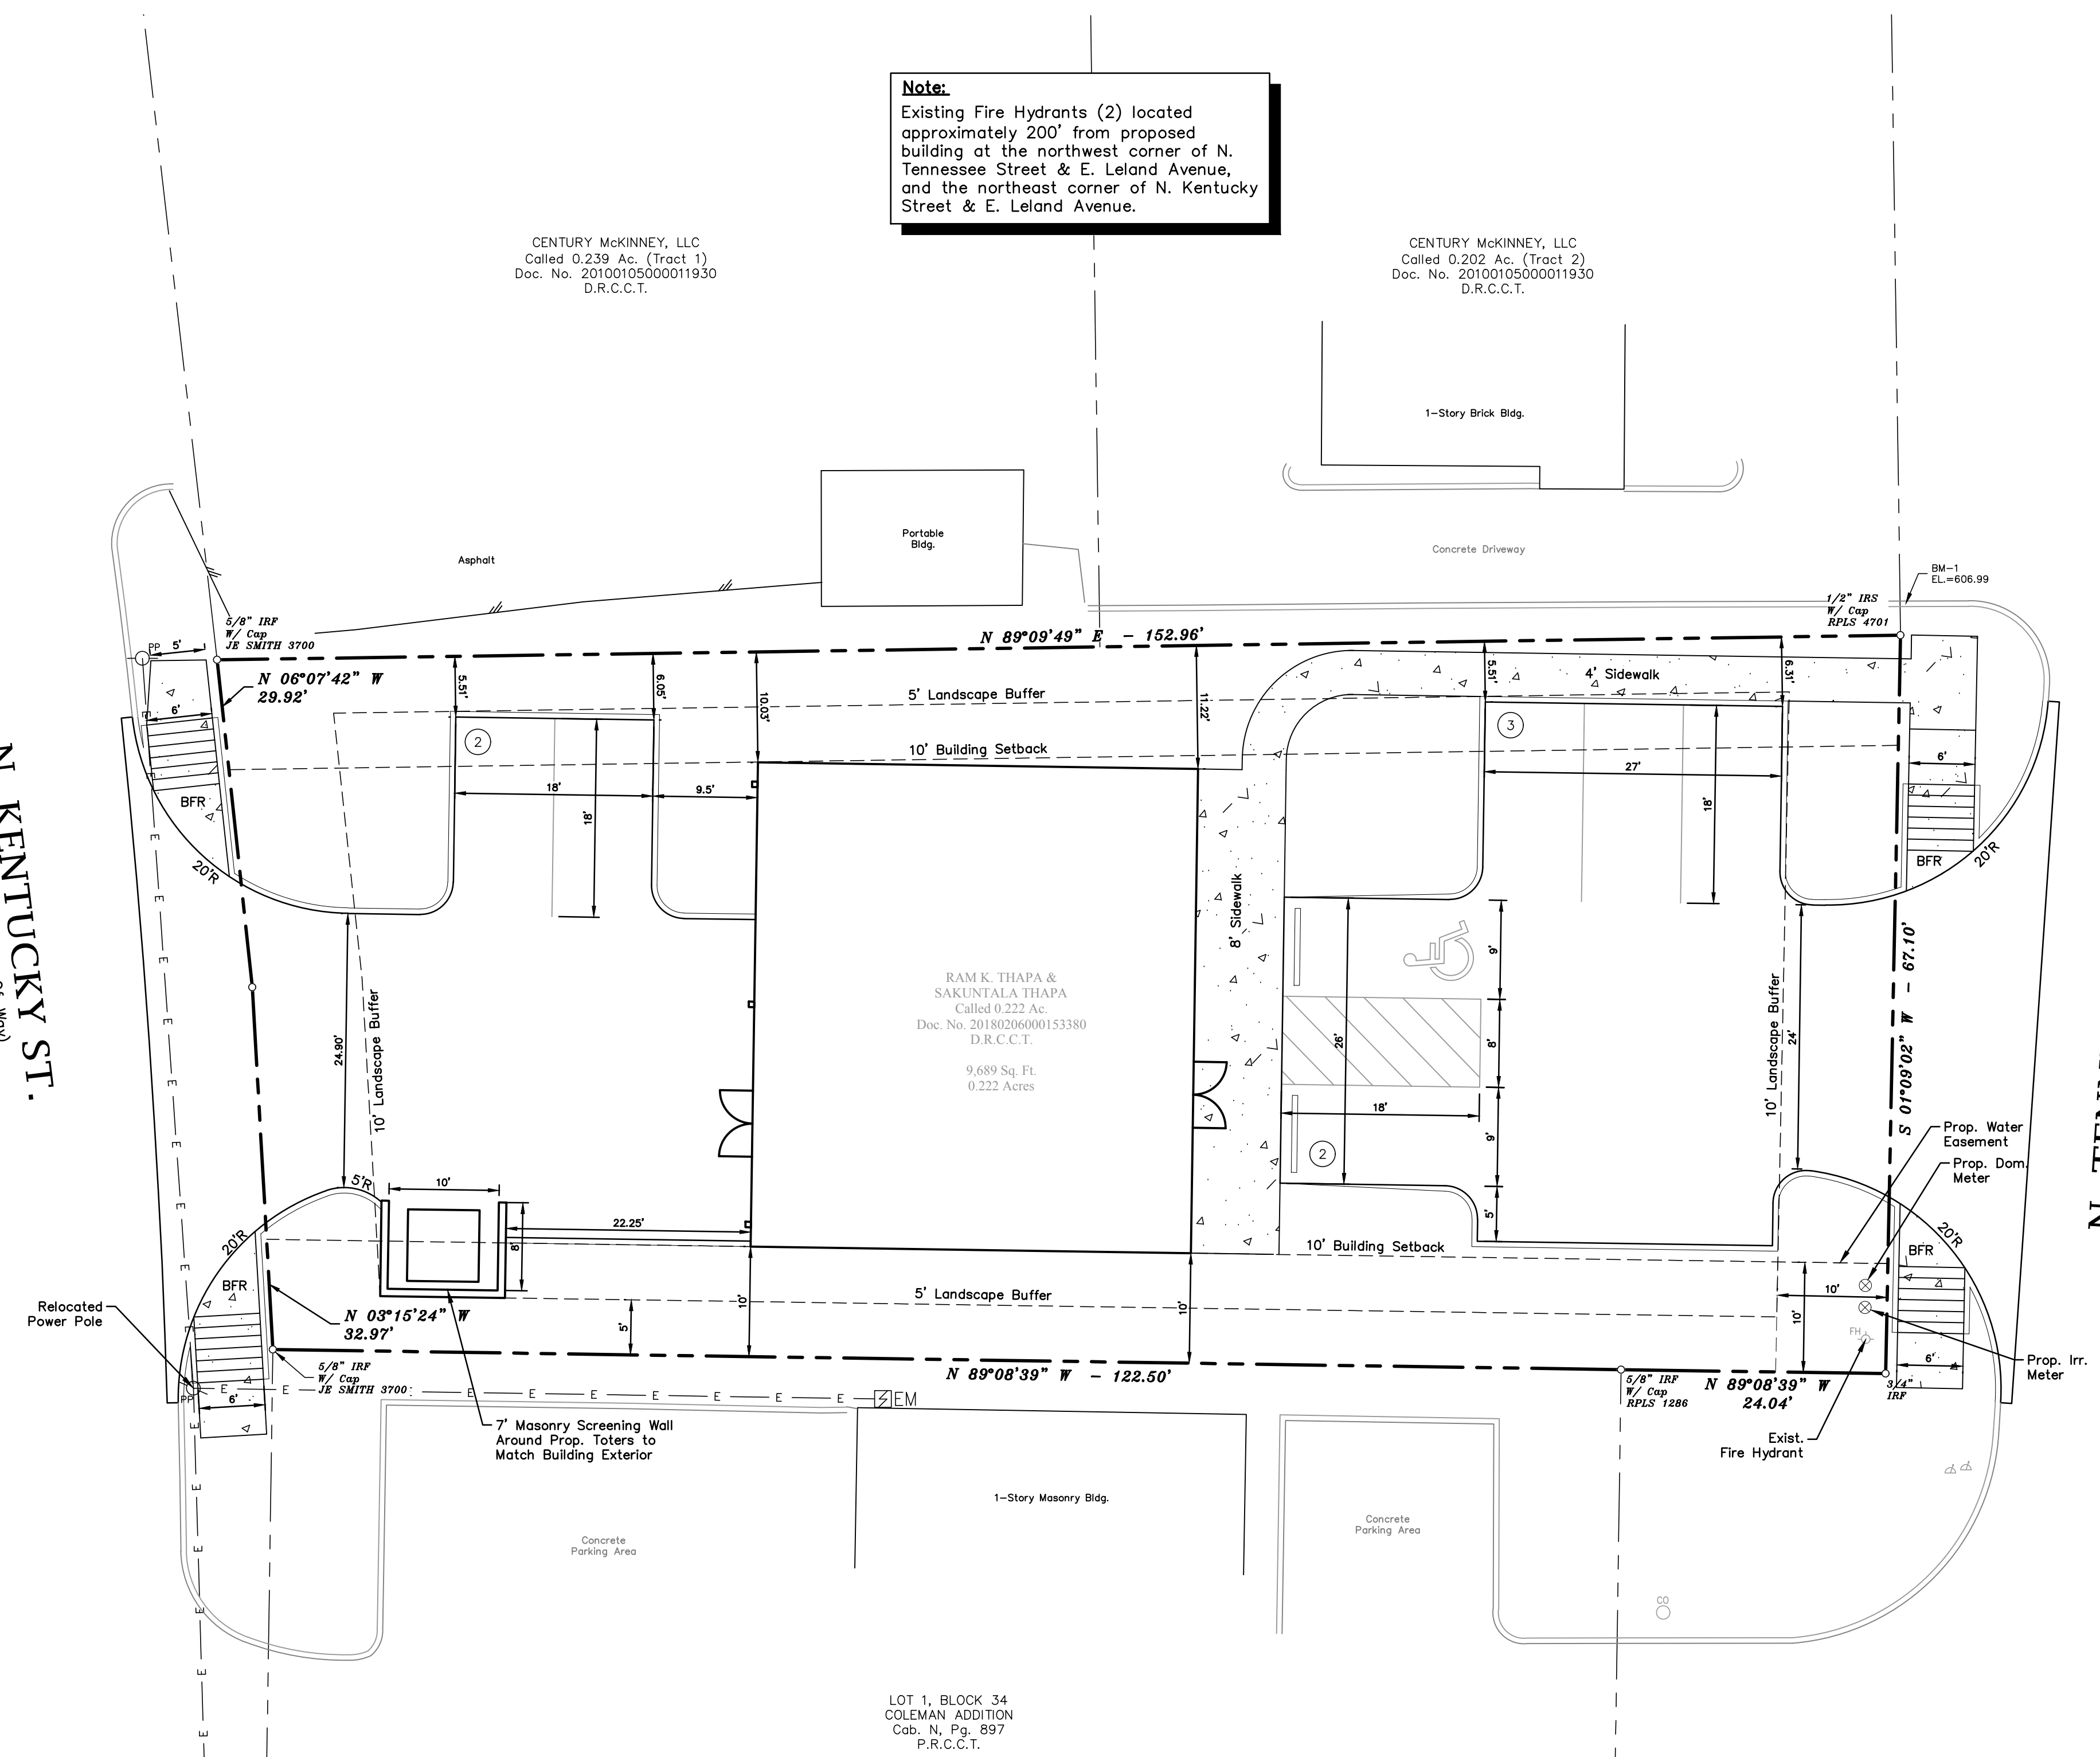 Note:
Existing Fire Hydrants (2) located
approximately 200' from proposed
building at the northwest corner of N.
Tennessee Street & E. Leland Avenue,
and the northeast corner of N. Kentucky
Street & E. Leland Avenue.
CENTURY McKINNEY, LLC
Called 0.239 Ac. (Tract 1)
Doc. No. 20100105000011930
D.R.C.C.T.
CENTURY McKINNEY, LLC
Called 0.202 Ac. (Tract 2)
Doc. No. 20100105000011930
D.R.C.C.T.
1-Story Brick Bldg.
Portable
Bldg.
Asphalt
Concrete Driveway
BM-1
EL.=606.99
5/8" IRF
W/ Cap
JE SMITH 3700
1/2" IRS
W/ Cap
RPLS 4701
N 89°09'49" E - 152.96'
PP
5'
N 06°07'42" W
29.92'
6'
BFR
20'R
5.51'
6.05'
10.03'
11.22'
5.51'
6.31'
5' Landscape Buffer
4' Sidewalk
10' Building Setback
2
3
18'
9.5'
18'
27'
18'
6'
BFR
20'R
N KENTUCKY ST.
8' Sidewalk
RAM K. THAPA &
SAKUNTALA THAPA
Called 0.222 Ac.
Doc. No. 20180206000153380
D.R.C.C.T.
9,689 Sq. Ft.
0.222 Acres
24.90'
10' Landscape Buffer
26'
9'
8'
9'
5'
18'
2
10' Landscape Buffer
24'
S 01°09'02" W - 67.10'
Prop. Water
Easement
Prop. Dom.
Meter
5'R
10'
22.25'
8'
20'R
BFR
10' Building Setback
5' Landscape Buffer
10'
10'
5'
10'
10'
BFR
20'R
6'
FH
Relocated
Power Pole
N 03°15'24" W
32.97'
5/8" IRF
W/ Cap
JE SMITH 3700
PP
6'
E E E E E E E E E
EM
N 89°08'39" W - 122.50'
5/8" IRF
W/ Cap
RPLS 1286
N 89°08'39" W
24.04'
3/4"
IRF
Prop. Irr.
Meter
Exist.
Fire Hydrant
7' Masonry Screening Wall
Around Prop. Toters to
Match Building Exterior
1-Story Masonry Bldg.
Concrete
Parking Area
Concrete
Parking Area
CO
LOT 1, BLOCK 34
COLEMAN ADDITION
Cab. N, Pg. 897
P.R.C.C.T.